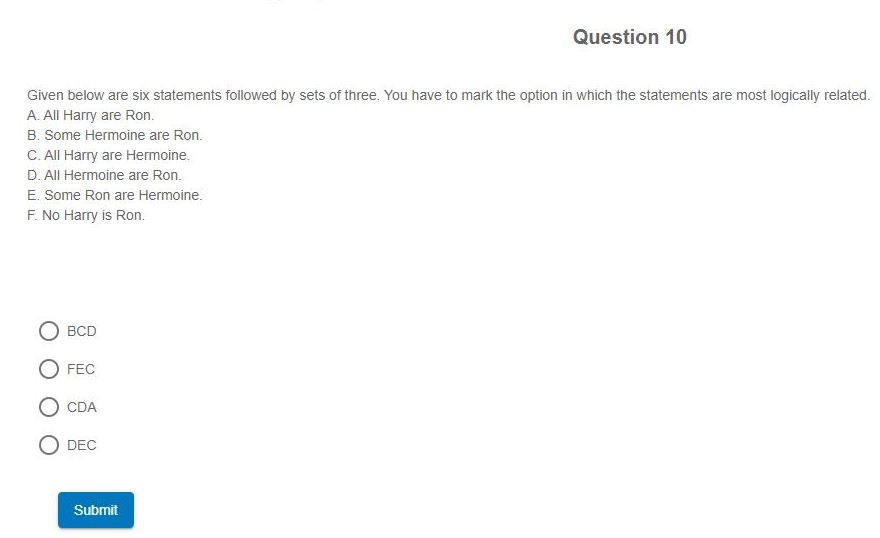 Question 10
Given below are six statements followed by sets of three. You have to mark the option in which the statements are most logically related.
A. All Harry are Ron.
B. Some Hermoine are Ron.
C. All Harry are Hermoine.
D. All Hermoine are Ron.
E. Some Ron are Hermoine.
F. No Harry is Ron.
BCD
FEC
CDA
DEC
Submit